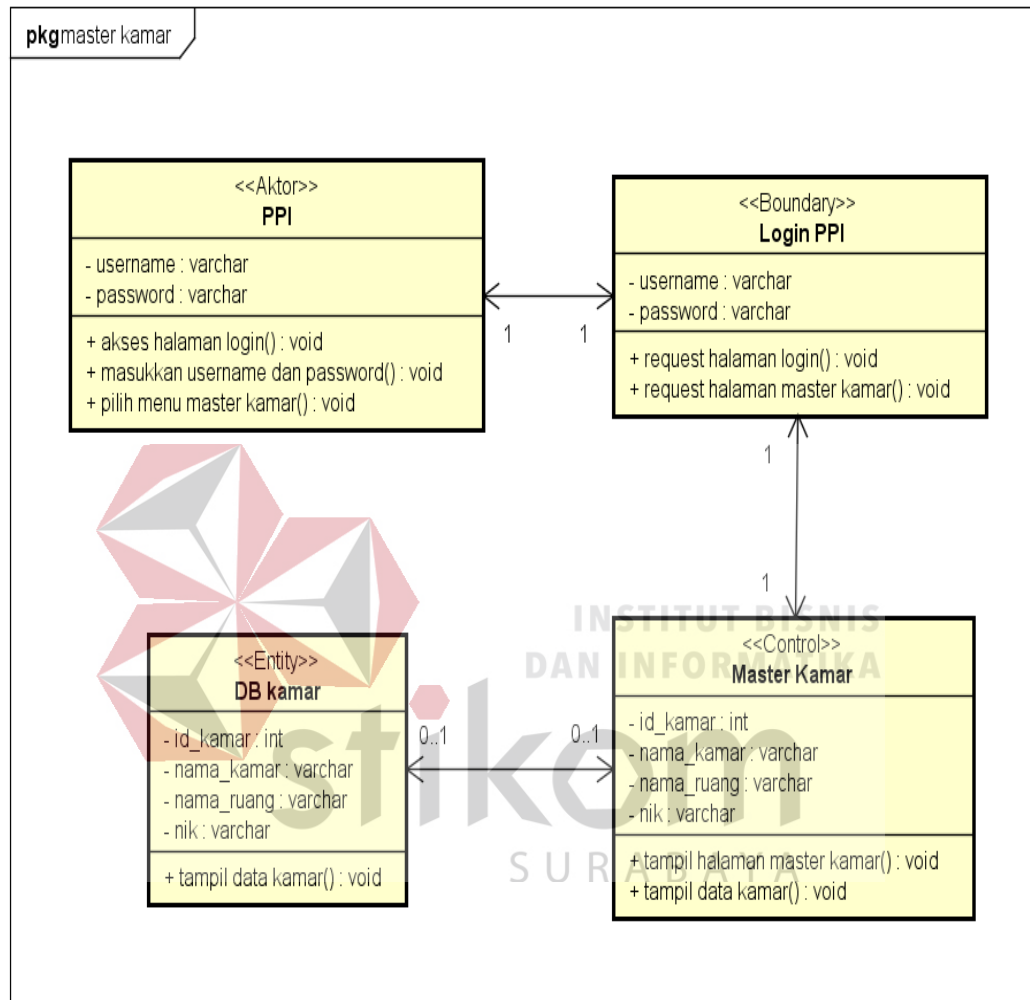 pkg master kamar
<<Aktor>>
PPI
- username : varchar
- password : varchar
+ akses halaman login() : void
+ masukkan username dan password() : void
+ pilih menu master kamar() : void
<<Boundary>>
Login PPI
- username : varchar
- password : varchar
+ request halaman login() : void
+ request halaman master kamar() : void
1
1
1
1
<<Entity>>
DB kamar
- id_kamar : int
- nama_kamar : varchar
- nama_ruang : varchar
- nik : varchar
+ tampil data kamar() : void
0..1
0..1
<<Control>>
Master Kamar
- id_kamar : int
- nama_kamar : varchar
- nama_ruang : varchar
- nik : varchar
+ tampil halaman master kamar() : void
+ tampil data kamar() : void
INSTITUT BISNIS
DAN INFORMATIKA
stikom
SURABAYA